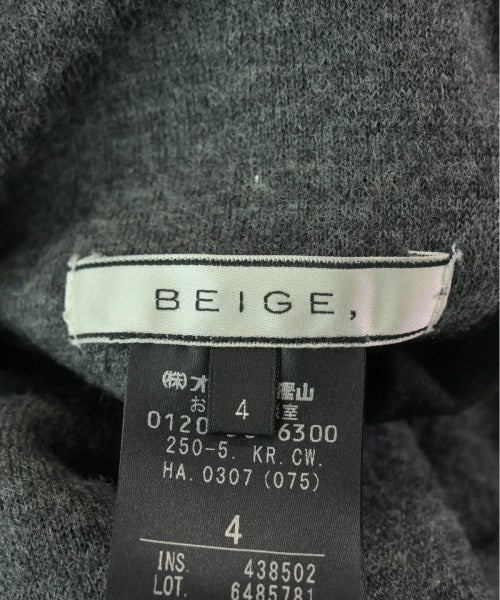 BEIGE,
4
(株)オ 樫山
お 室
0120 6300
250-5. KR. CW.
HA. 0307 (075)
4
INS. 438502
LOT. 6485781